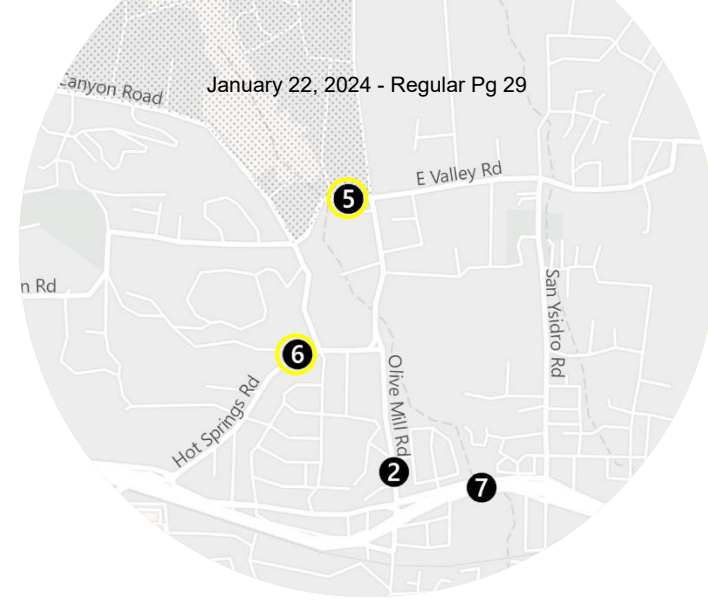 Canyon Road
January 22, 2024 - Regular Pg 29
E Valley Rd
5
n Rd
San Ysidro Rd
6
Olive Mill Rd
Hot Springs Rd
2
7